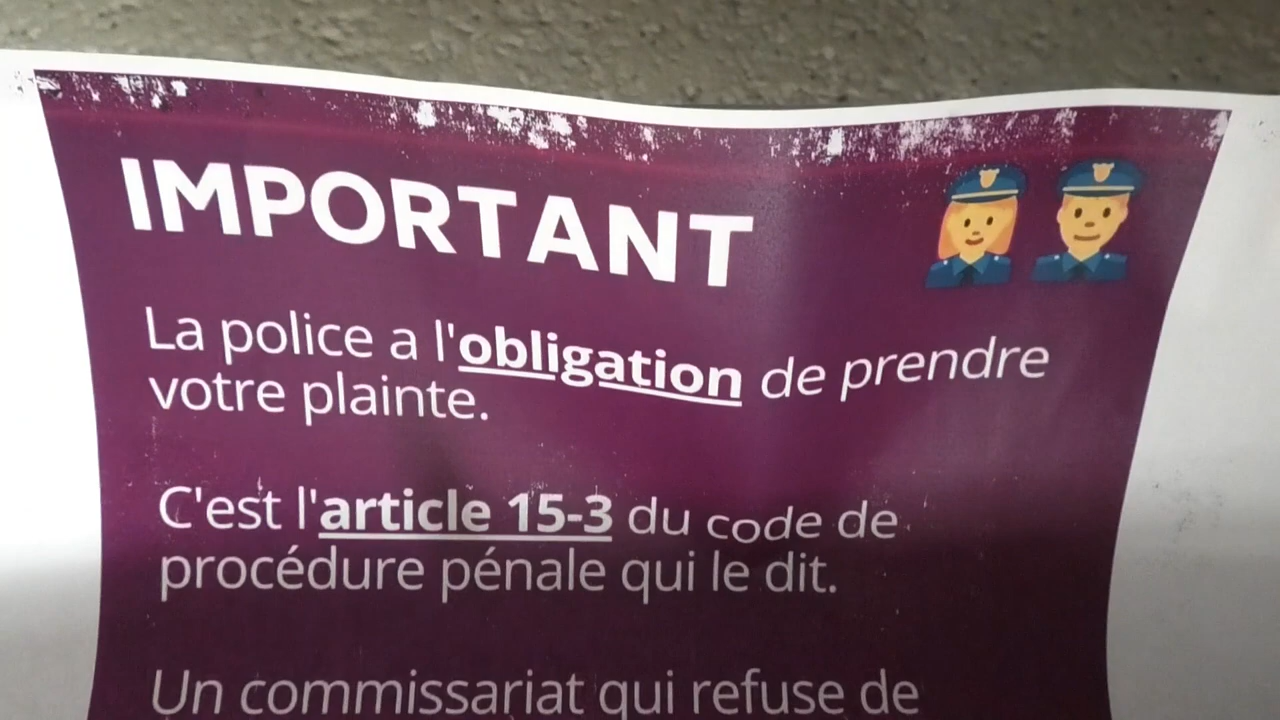 IMPORTANT
La police a l'obligation de prendre
votre plainte.
C'est l'article 15-3 du code de
procédure pénale qui le dit.
Un commissariat qui refuse de